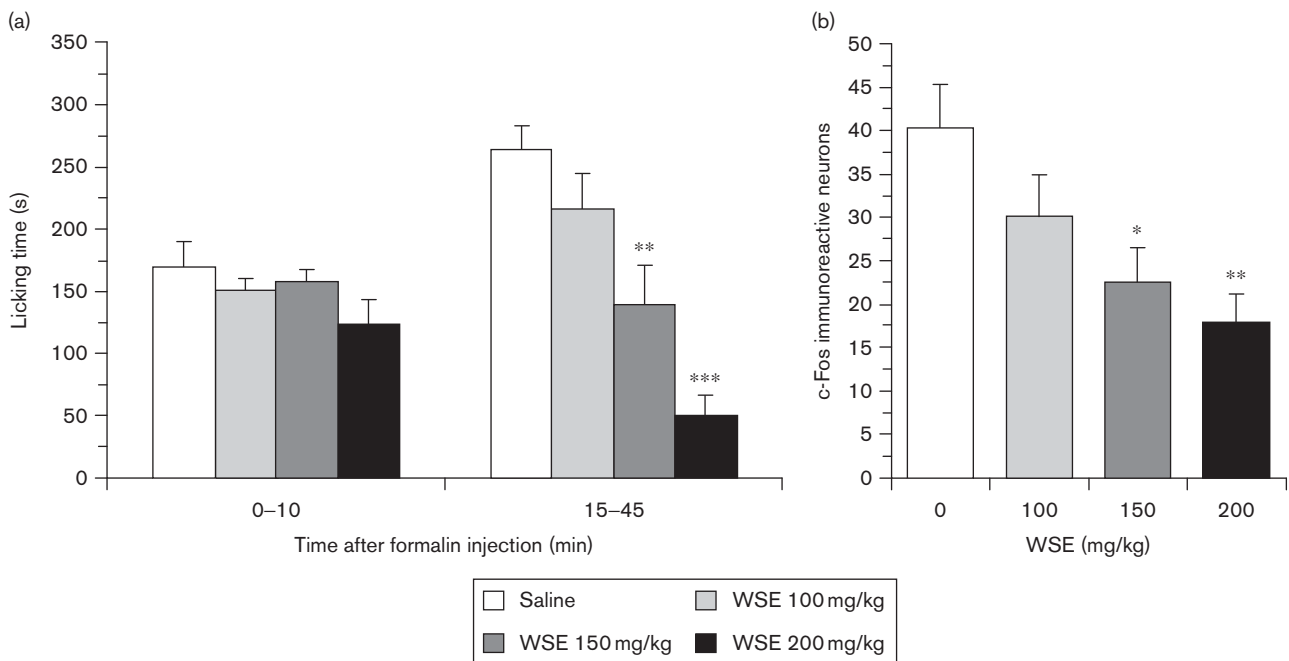 (a)
350
300
250
200
150
100
50
0
Licking time (s)
**
***
0–10
15–45
Time after formalin injection (min)
(b)
50
45
40
35
30
25
20
15
10
5
0
c-Fos immunoreactive neurons
*
**
0 100 150 200
WSE (mg/kg)
Saline
WSE 100 mg/kg
WSE 150 mg/kg
WSE 200 mg/kg